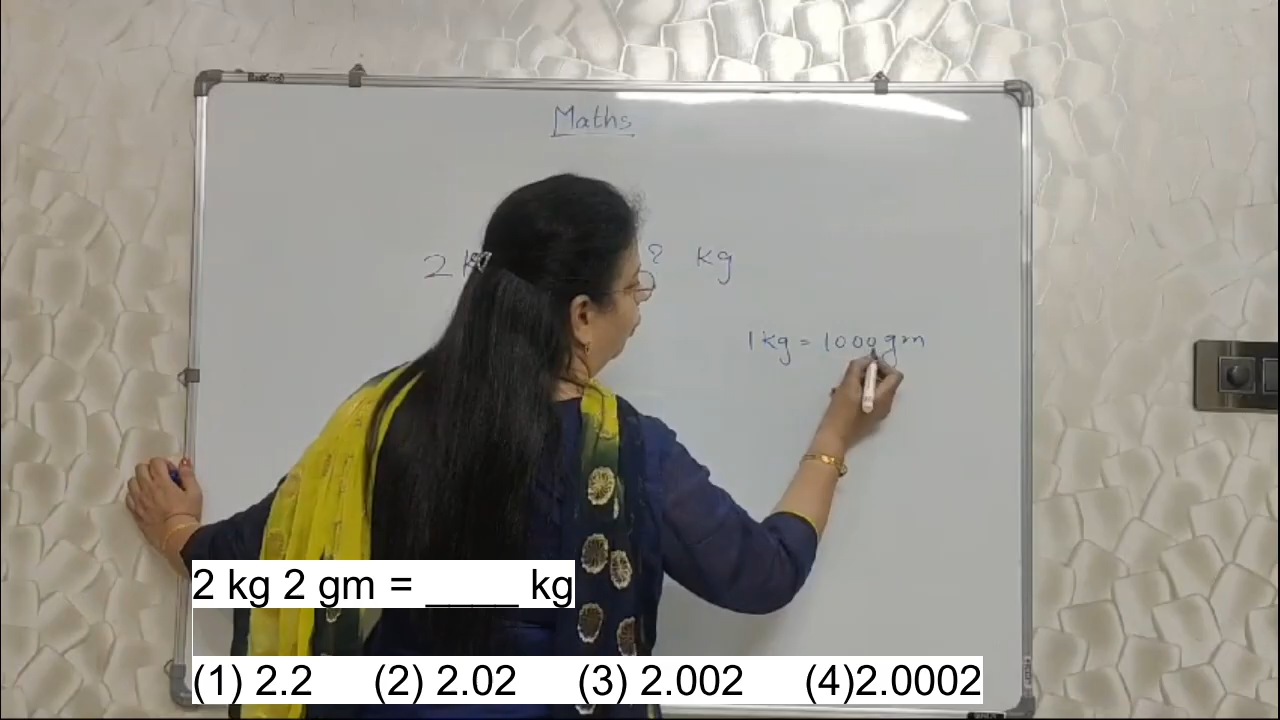 Maths
2 k ? kg
1 kg = 1000 gm
2 kg 2 gm = ____ kg
(1) 2.2 (2) 2.02 (3) 2.002 (4)2.0002